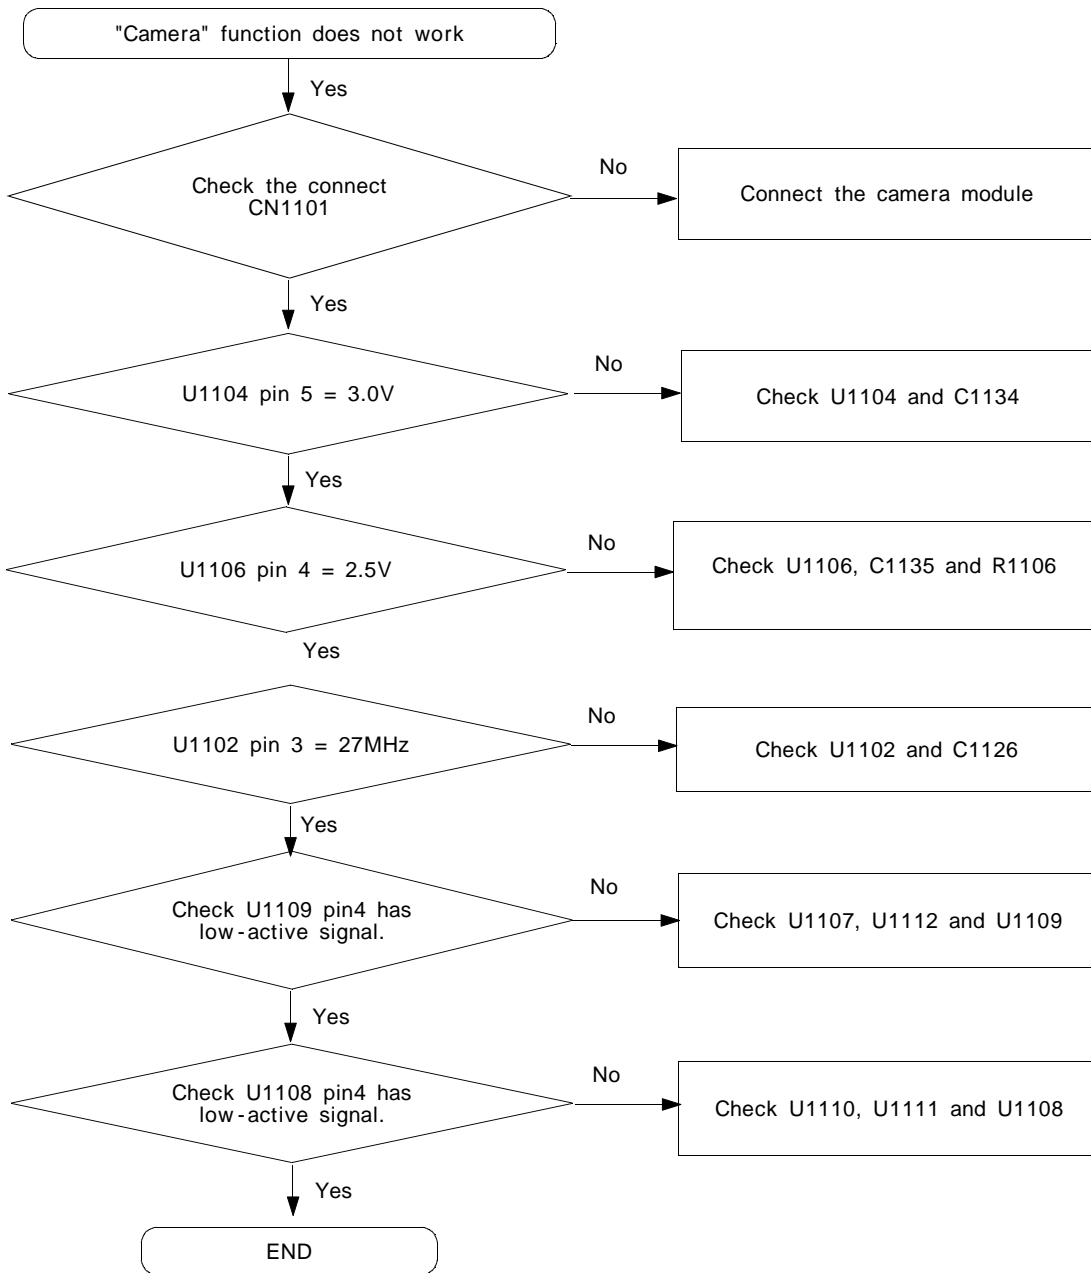 "Camera" function does not work
Yes
Check the connect
CN1101
No
Connect the camera module
Yes
U1104 pin 5 = 3.0V
No
Check U1104 and C1134
Yes
U1106 pin 4 = 2.5V
No
Check U1106, C1135 and R1106
Yes
U1102 pin 3 = 27MHz
No
Check U1102 and C1126
Yes
Check U1109 pin4 has
low-active signal.
No
Check U1107, U1112 and U1109
Yes
Check U1108 pin4 has
low-active signal.
No
Check U1110, U1111 and U1108
Yes
END